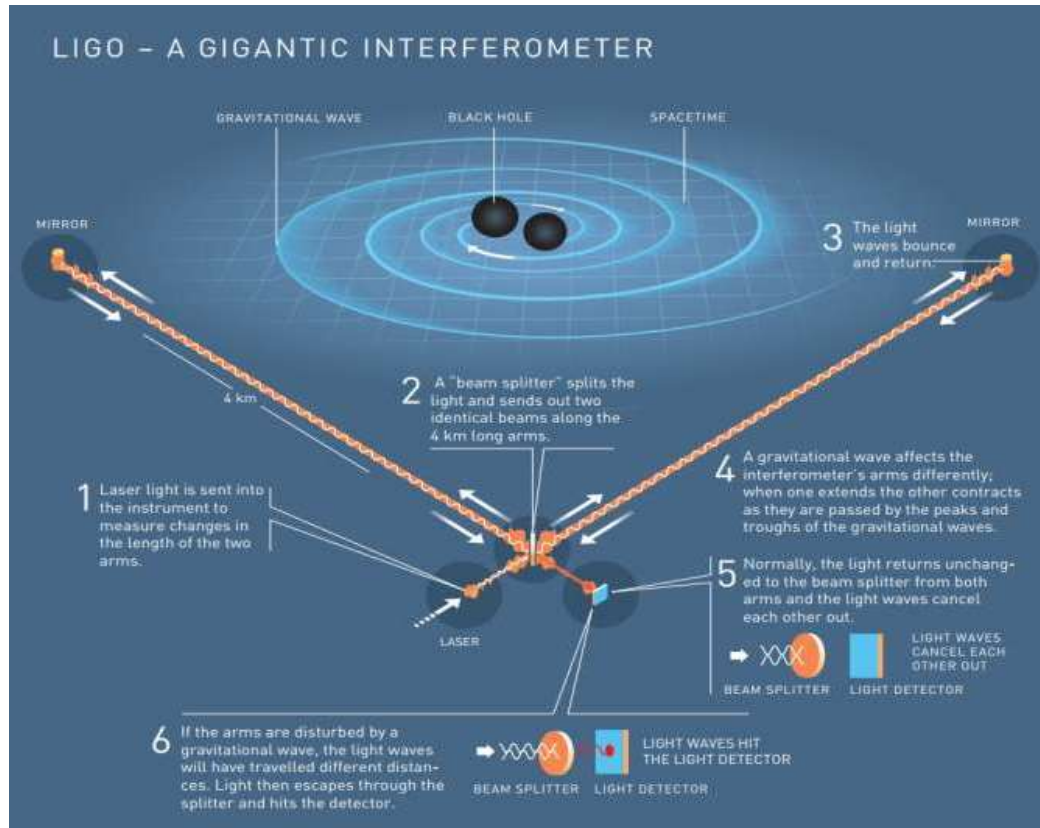 LIGO – A GIGANTIC INTERFEROMETER
GRAVITATIONAL WAVE
BLACK HOLE
SPACETIME
MIRROR
MIRROR
3 The light
waves bounce
and return.
4 km
2 A "beam splitter" splits the
light and sends out two
identical beams along the
4 km long arms.
1 Laser light is sent into
the instrument to
measure changes in
the length of the two
arms.
4 A gravitational wave affects the
interferometer's arms differently;
when one extends the other contracts
as they are passed by the peaks and
troughs of the gravitational waves.
5 Normally, the light returns unchang-
ed to the beam splitter from both
arms and the light waves cancel
each other out.
LASER
LIGHT WAVES
CANCEL EACH
OTHER OUT
BEAM SPLITTER
LIGHT DETECTOR
6 If the arms are disturbed by a
gravitational wave, the light waves
will have travelled different distan-
ces. Light then escapes through the
splitter and hits the detector.
LIGHT WAVES HIT
THE LIGHT DETECTOR
BEAM SPLITTER
LIGHT DETECTOR